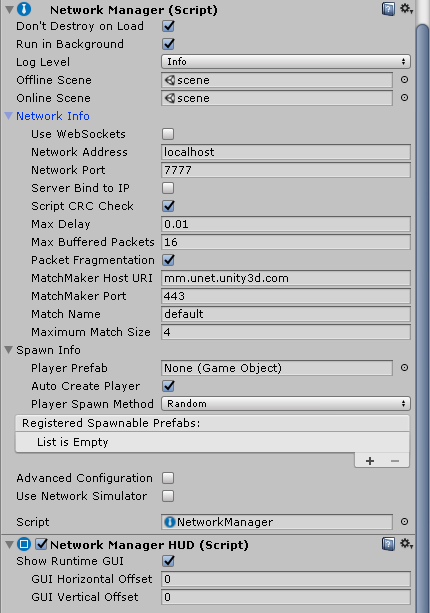 Network Manager (Script)
Don't Destroy on Load
Run in Background
Log Level Info
Offline Scene scene
Online Scene scene
Network Info
Use WebSockets
Network Address localhost
Network Port 7777
Server Bind to IP
Script CRC Check
Max Delay 0.01
Max Buffered Packets 16
Packet Fragmentation
MatchMaker Host URI mm.unet.unity3d.com
MatchMaker Port 443
Match Name default
Maximum Match Size 4
Spawn Info
Player Prefab None (Game Object)
Auto Create Player
Player Spawn Method Random
Registered Spawnable Prefabs:
List is Empty
+ −
Advanced Configuration
Use Network Simulator
Script NetworkManager
Network Manager HUD (Script)
Show Runtime GUI
GUI Horizontal Offset 0
GUI Vertical Offset 0